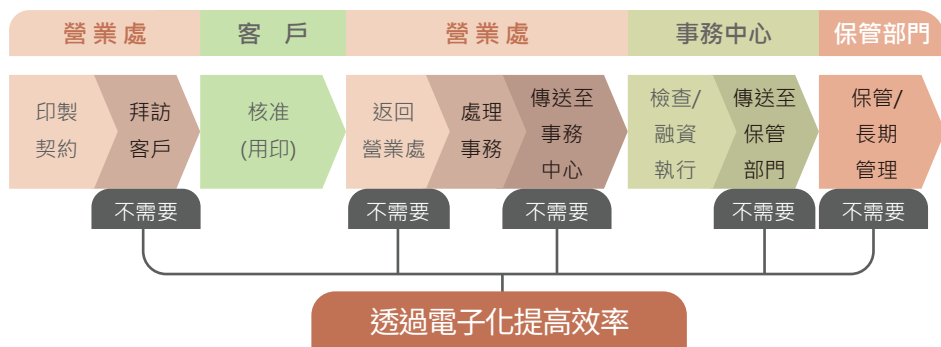 營業處
客戶
營業處
事務中心
保管部門
印製
契約
拜訪
客戶
核准
(用印)
返回
營業處
處理
事務
傳送至
事務
中心
檢查/
融資
執行
傳送至
保管
部門
保管/
長期
管理
不需要
不需要
不需要
不需要
不需要
透過電子化提高效率